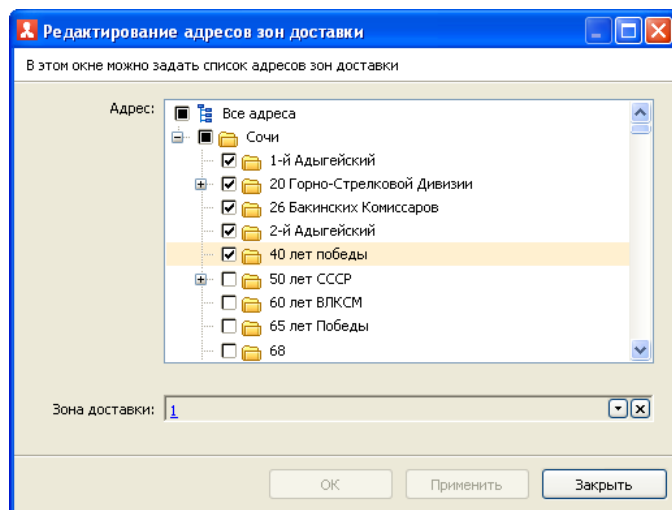 Редактирование адресов зон доставки
В этом окне можно задать список адресов зон доставки
Адрес:
Все адреса
Сочи
1-й Адыгейский
20 Горно-Стрелковой Дивизии
26 Бакинских Комиссаров
2-й Адыгейский
40 лет победы
50 лет СССР
60 лет ВЛКСМ
65 лет Победы
68
Зона доставки: 1
ОК Применить Закрыть